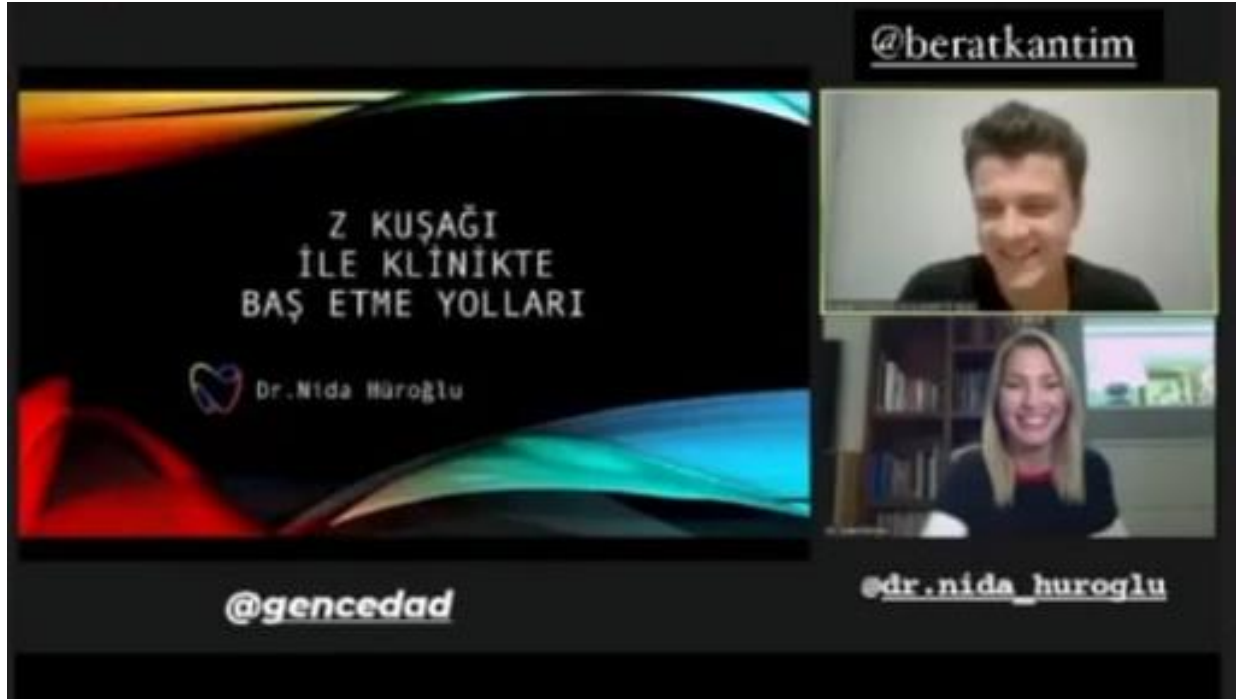 @beratkantim
Z KUŞAĞI
İLE KLİNİKTE
BAŞ ETME YOLLARI
Dr.Nida Hüroğlu
@gencedad
@dr.nida_huroglu